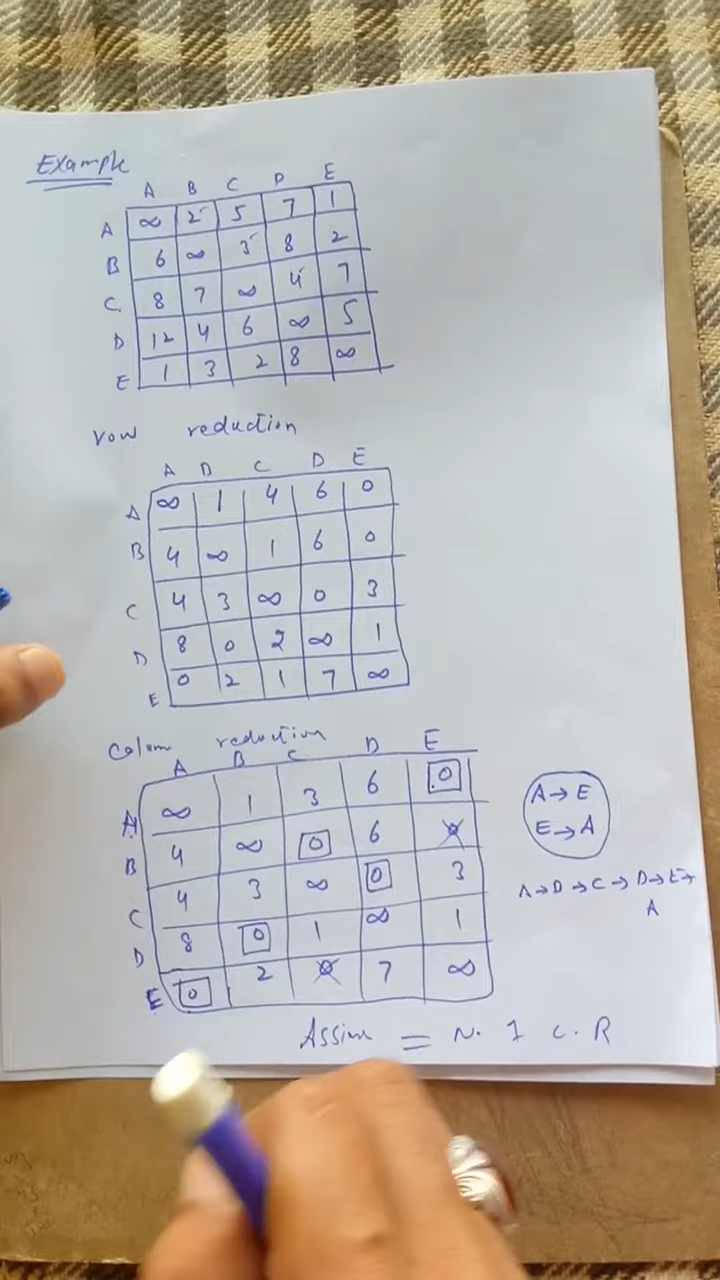 Example
A B C D E
A ∞ 2 5 7 1
B 6 ∞ 3 8 2
C 8 7 ∞ 4 7
D 12 4 6 ∞ 5
E 1 3 2 8 ∞
row reduction
A B C D E
A ∞ 1 4 6 0
B 4 ∞ 1 6 0
C 4 3 ∞ 0 3
D 8 0 2 ∞ 1
E 0 2 1 7 ∞
Colum reduction
A B C D E
A ∞ 1 3 6 0
B 4 ∞ 0 6 0
C 4 3 ∞ 0 3
D 8 0 1 ∞ 1
E 0 2 0 7 ∞
A→E
E→A
A→D→C→D→E→
A
= N. 1 C.R